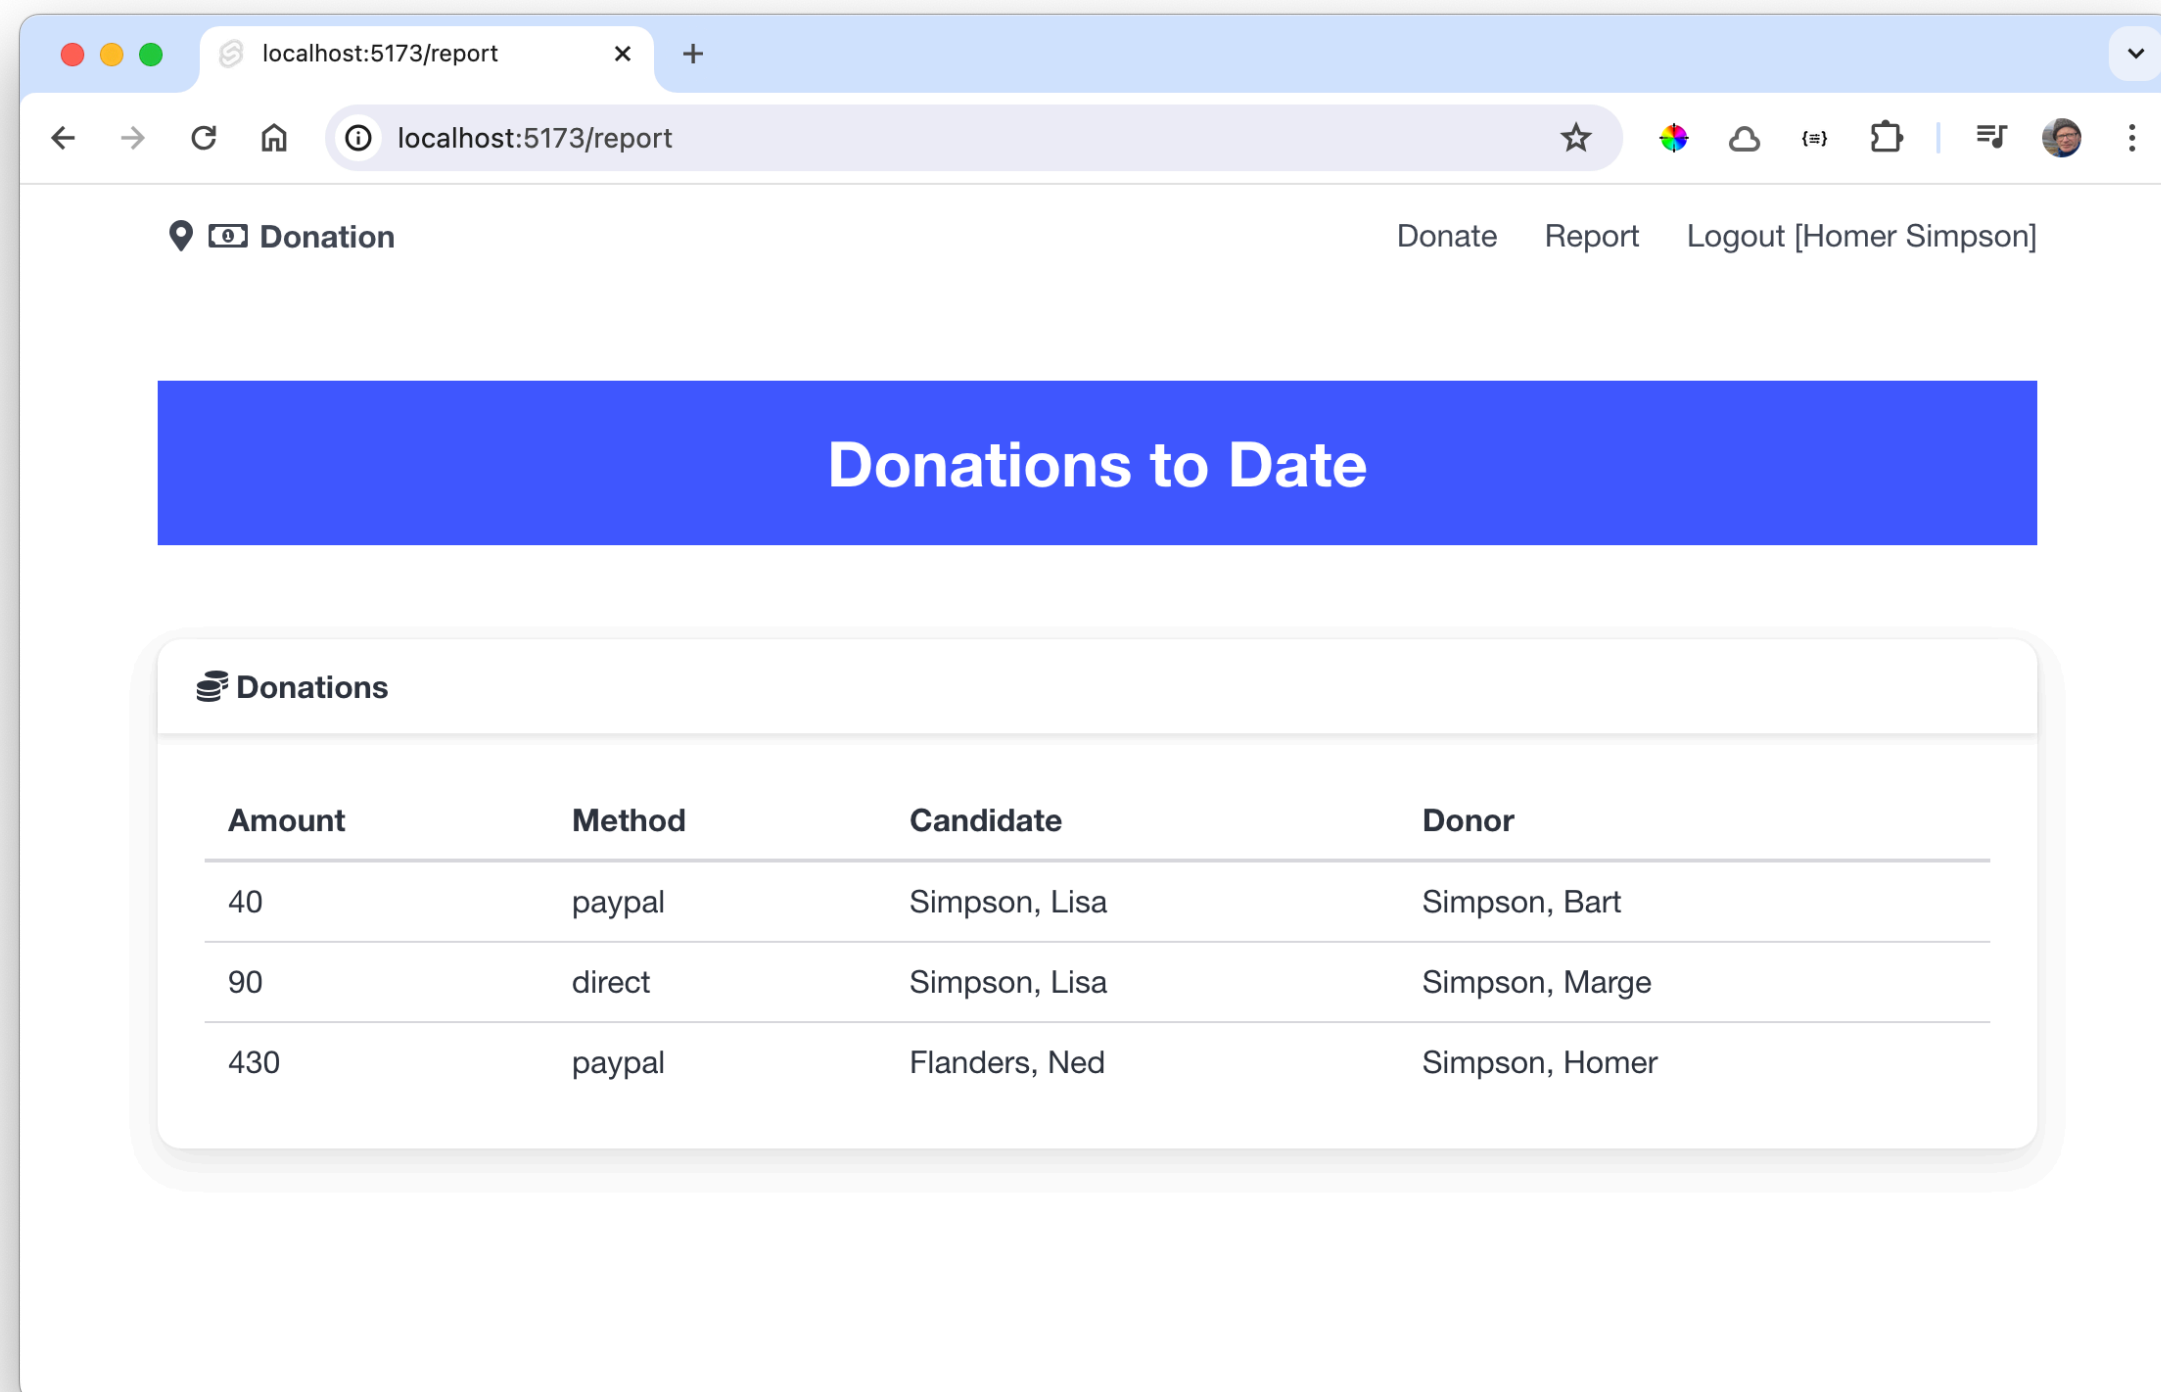 localhost:5173/report
localhost:5173/report
Donation Donate Report Logout [Homer Simpson]
Donations to Date
Donations
Amount Method Candidate Donor
40 paypal Simpson, Lisa Simpson, Bart
90 direct Simpson, Lisa Simpson, Marge
430 paypal Flanders, Ned Simpson, Homer